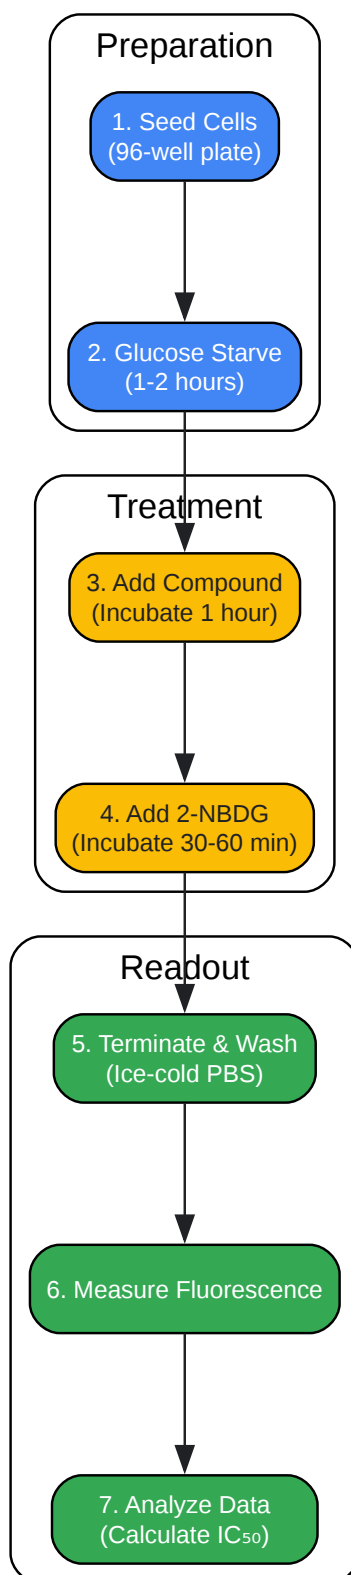 Preparation
1. Seed Cells
(96-well plate)
2. Glucose Starve
(1-2 hours)
Treatment
3. Add Compound
(Incubate 1 hour)
4. Add 2-NBDG
(Incubate 30-60 min)
Readout
5. Terminate & Wash
(Ice-cold PBS)
6. Measure Fluorescence
7. Analyze Data
(Calculate IC₅₀)